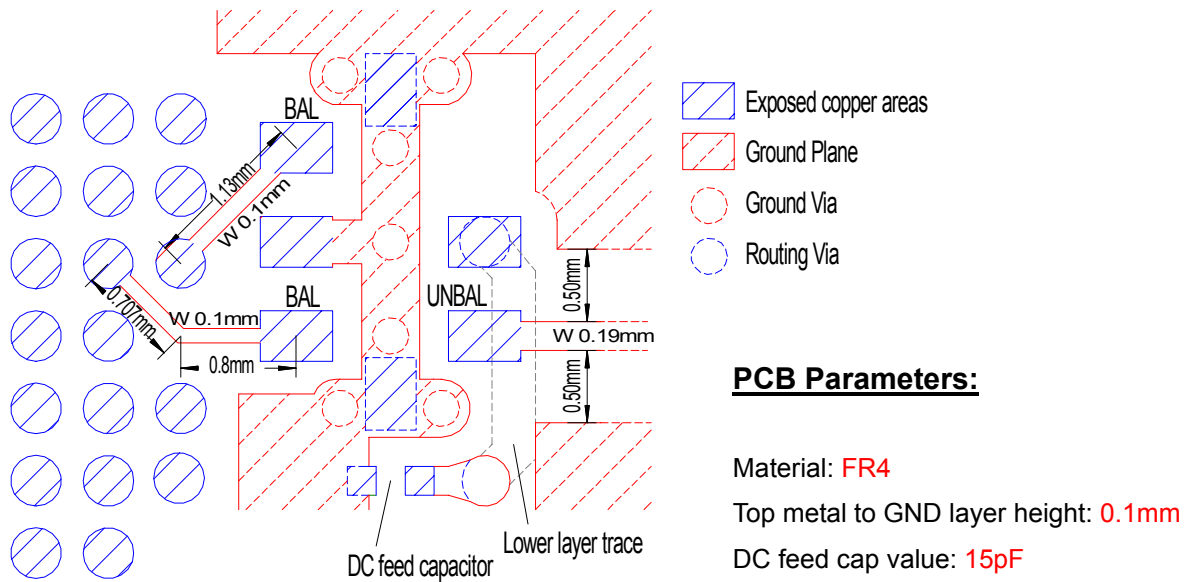 BAL
1.13mm
W 0.1mm
0.707mm
W 0.1mm
BAL
0.8mm
UNBAL
0.50mm
W 0.19mm
0.50mm
DC feed capacitor
Lower layer trace
Exposed copper areas
Ground Plane
Ground Via
Routing Via
PCB Parameters:
Material: FR4
Top metal to GND layer height: 0.1mm
DC feed cap value: 15pF